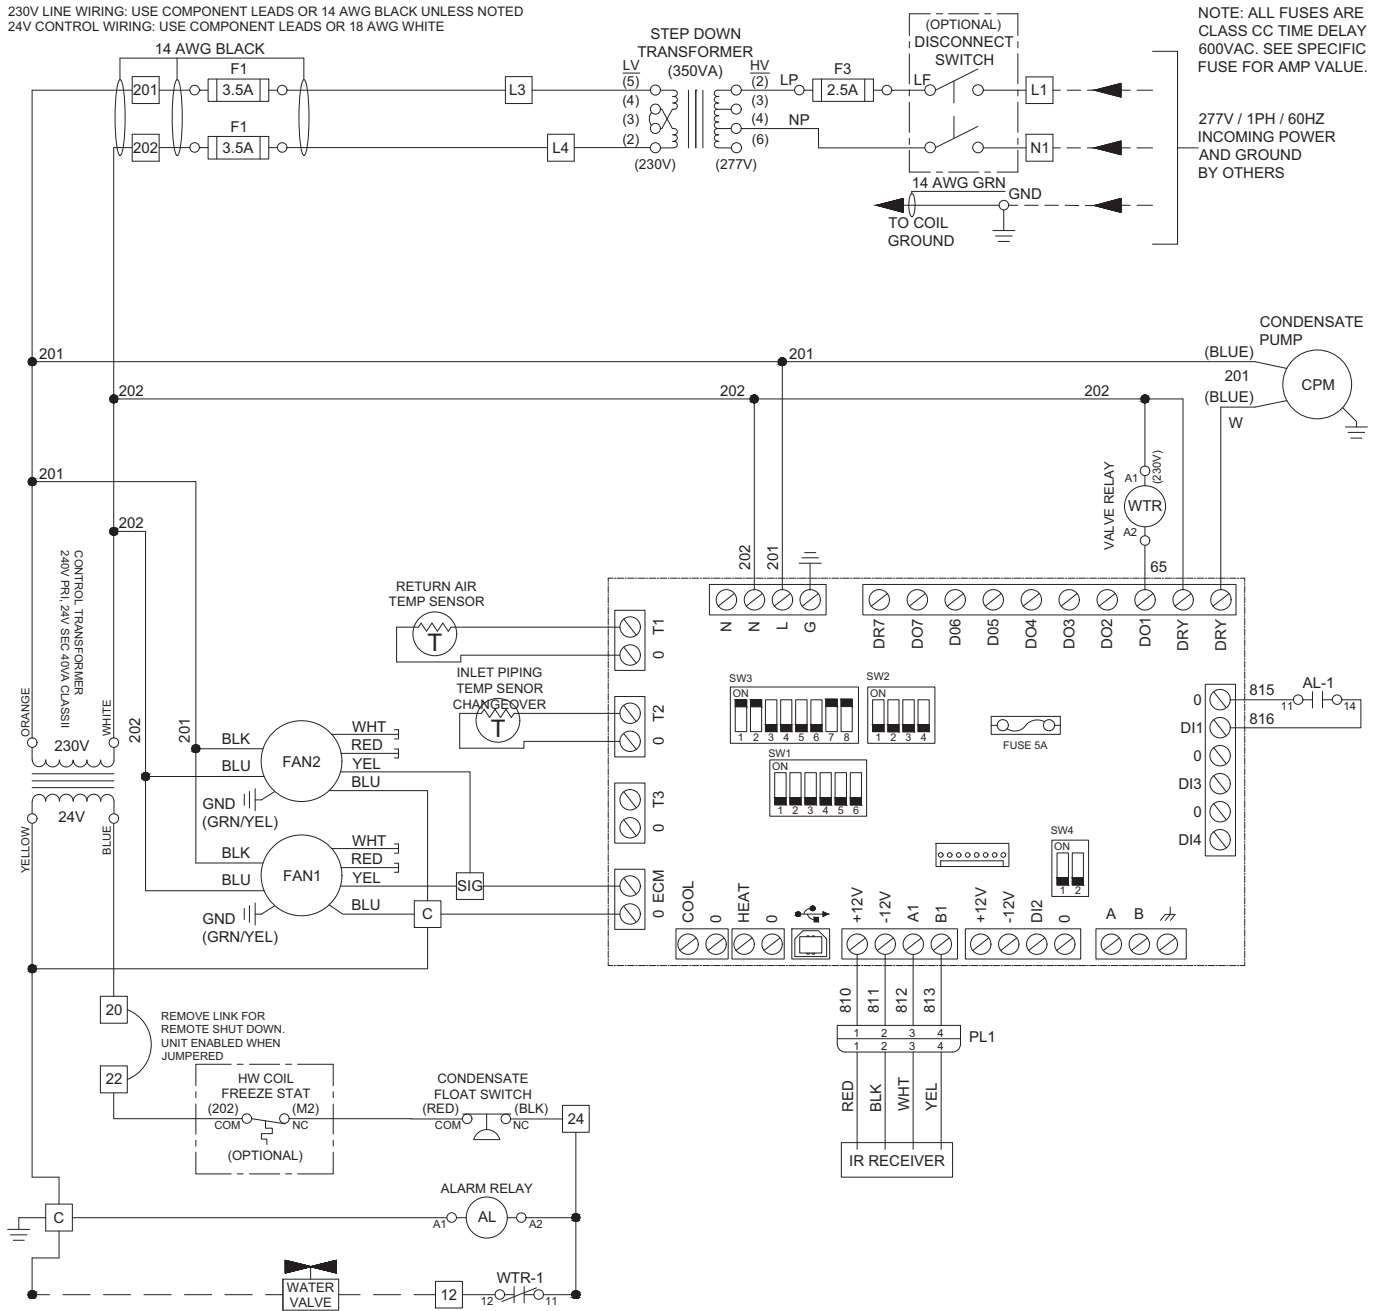 230V LINE WIRING: USE COMPONENT LEADS OR 14 AWG BLACK UNLESS NOTED
24V CONTROL WIRING: USE COMPONENT LEADS OR 18 AWG WHITE
14 AWG BLACK
201
F1
3.5A
202
F1
3.5A
L3
L4
STEP DOWN
TRANSFORMER
(350VA)
LV
(5)
(4)
(3)
(2)
(230V)
HV
(2)
(3)
(4)
(6)
(277V)
LP
NP
F3
2.5A
(OPTIONAL)
DISCONNECT
SWITCH
LF
L1
N1
14 AWG GRN
GND
TO COIL
GROUND
NOTE: ALL FUSES ARE
CLASS CC TIME DELAY
600VAC. SEE SPECIFIC
FUSE FOR AMP VALUE.
277V / 1PH / 60HZ
INCOMING POWER
AND GROUND
BY OTHERS
CONDENSATE
PUMP
201
201
(BLUE)
201
(BLUE)
W
CPM
202
202
202
201
202
VALVE RELAY
A1
(230V)
WTR
A2
65
202
201
CONTROL TRANSFORMER
240V PRI, 24V SEC 40VA CLASSII
ORANGE
WHITE
230V
24V
YELLOW
BLUE
202
201
RETURN AIR
TEMP SENSOR
T
INLET PIPING
TEMP SENOR
CHANGEOVER
T
BLK
BLU
GND
(GRN/YEL)
FAN2
WHT
RED
YEL
BLU
BLK
BLU
GND
(GRN/YEL)
FAN1
WHT
RED
YEL
BLU
SIG
C
T1
0
T2
0
T3
0
ECM
0
N
N
L
G
DR7
DO7
D06
D05
DO4
DO3
DO2
DO1
DRY
DRY
SW3
ON
1 2 3 4 5 6 7 8
SW2
ON
1 2 3 4
SW1
ON
1 2 3 4 5 6
FUSE 5A
SW4
ON
1 2
0
DI1
0
DI3
0
DI4
815
816
AL-1
11
14
COOL
0
HEAT
0
+12V
-12V
A1
B1
+12V
-12V
DI2
0
A
B
810
811
812
813
1 2 3 4
1 2 3 4
PL1
RED
BLK
WHT
YEL
IR RECEIVER
20
REMOVE LINK FOR
REMOTE SHUT DOWN.
UNIT ENABLED WHEN
JUMPERED
22
HW COIL
FREEZE STAT
(202)
(M2)
COM
NC
(OPTIONAL)
CONDENSATE
FLOAT SWITCH
(RED)
(BLK)
COM
NC
24
C
ALARM RELAY
A1
AL
A2
WATER
VALVE
12
WTR-1
12
11